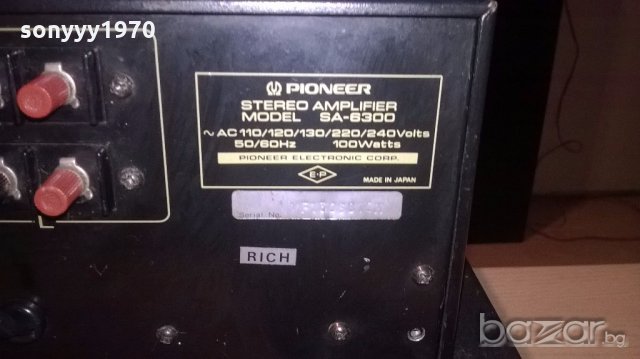 sonyyy1970
PIONEER
STEREO AMPLIFIER
MODEL SA-6300
~ AC 110/120/130/220/240Volts
50/60Hz 100Watts
PIONEER ELECTRONIC CORP.
E-P
MADE IN JAPAN
Serial No.
RICH
L
bazar.bg